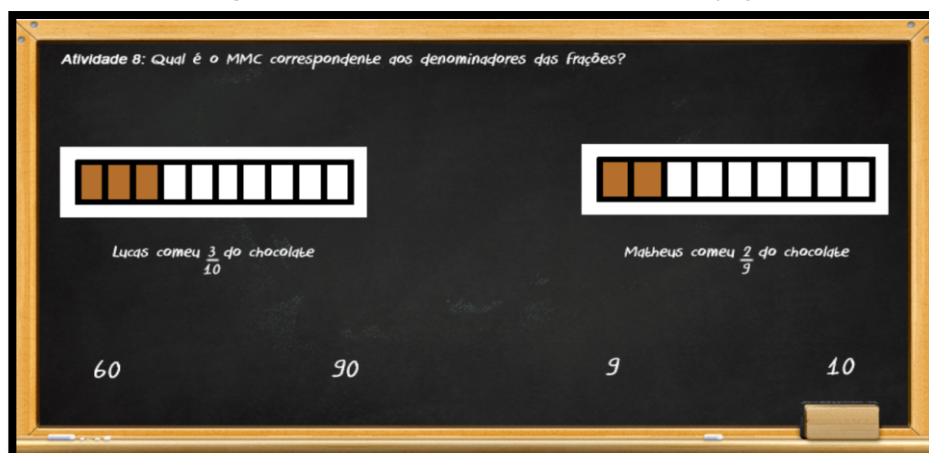 Atividade 8: Qual é o MMC correspondente aos denominadores das frações?
Lucas comeu 3/10 do chocolate
Matheus comeu 2/9 do chocolate
60 90 9 10